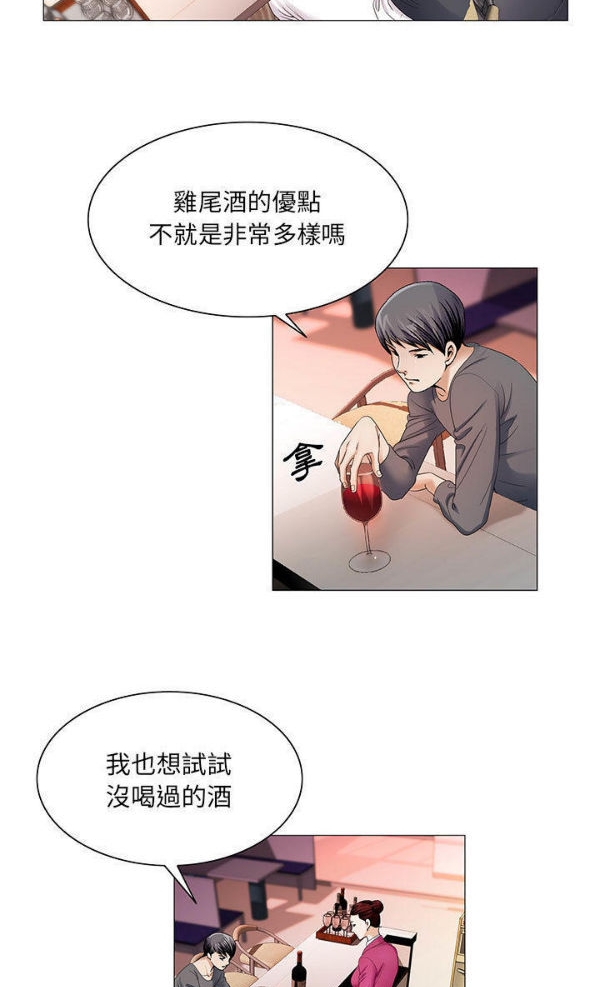 雞尾酒的優點
不就是非常多樣嗎
拿
我也想試試
沒喝過的酒